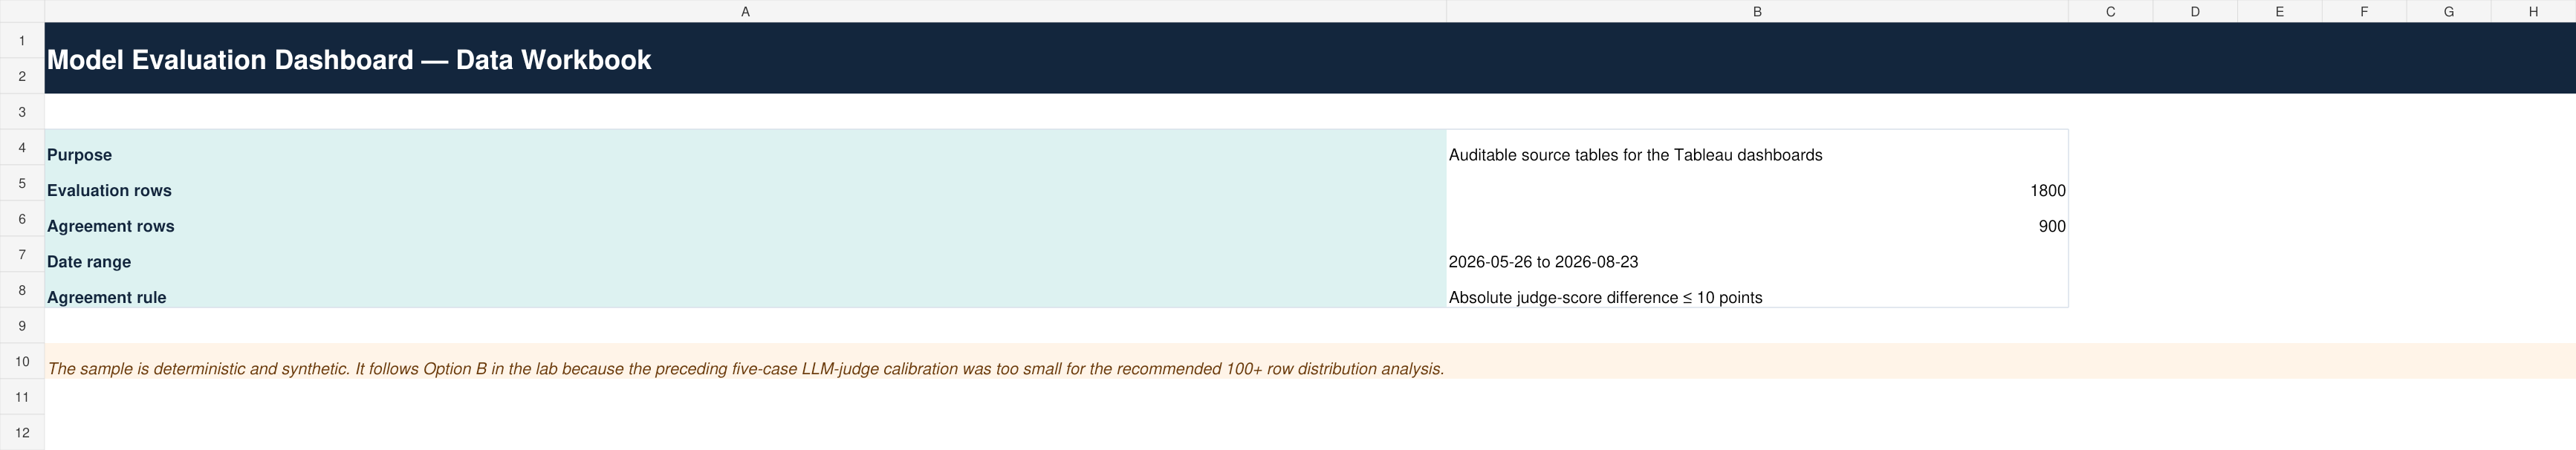 A B C D E F G H
1
Model Evaluation Dashboard — Data Workbook
2
3
4 Purpose Auditable source tables for the Tableau dashboards
5 Evaluation rows 1800
6 Agreement rows 900
7 Date range 2026-05-26 to 2026-08-23
8 Agreement rule Absolute judge-score difference ≤ 10 points
9
10 The sample is deterministic and synthetic. It follows Option B in the lab because the preceding five-case LLM-judge calibration was too small for the recommended 100+ row distribution analysis.
11
12